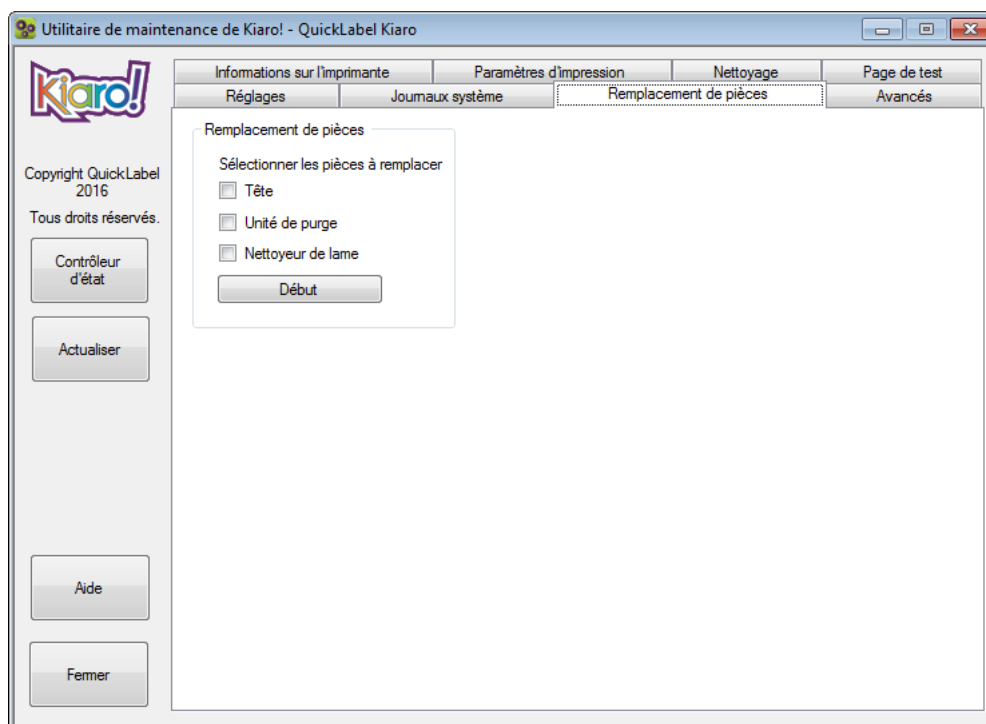 Utilitaire de maintenance de Kiaro! - QuickLabel Kiaro
Kiaro!
Informations sur l'imprimante
Paramètres d'impression
Nettoyage
Page de test
Réglages
Journaux système
Remplacement de pièces
Avancés
Copyright QuickLabel
2016
Tous droits réservés.
Contrôleur
d'état
Actualiser
Aide
Fermer
Remplacement de pièces
Sélectionner les pièces à remplacer
Tête
Unité de purge
Nettoyeur de lame
Début